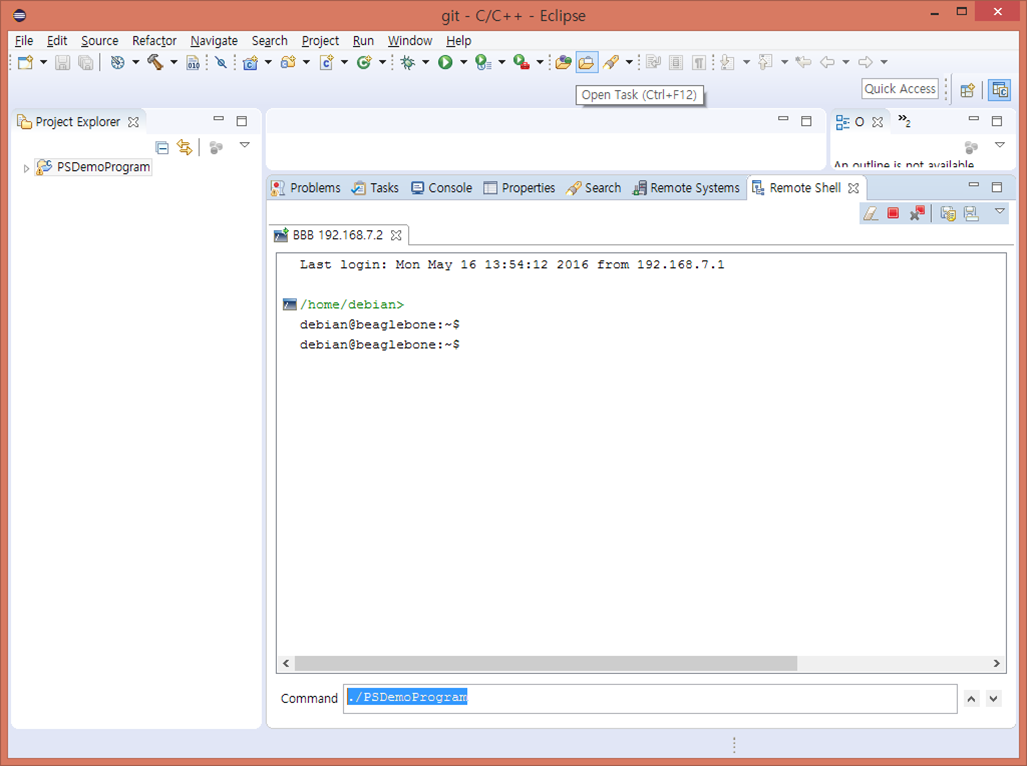 git - C/C++ - Eclipse
File Edit Source Refactor Navigate Search Project Run Window Help
010
Quick Access
Open Task (Ctrl+F12)
Project Explorer
O
»2
An outline is not available.
PSDemoProgram
Problems Tasks Console Properties Search Remote Systems Remote Shell
BBB 192.168.7.2
Last login: Mon May 16 13:54:12 2016 from 192.168.7.1
/home/debian>
debian@beaglebone:~$
debian@beaglebone:~$
Command ./PSDemoProgram